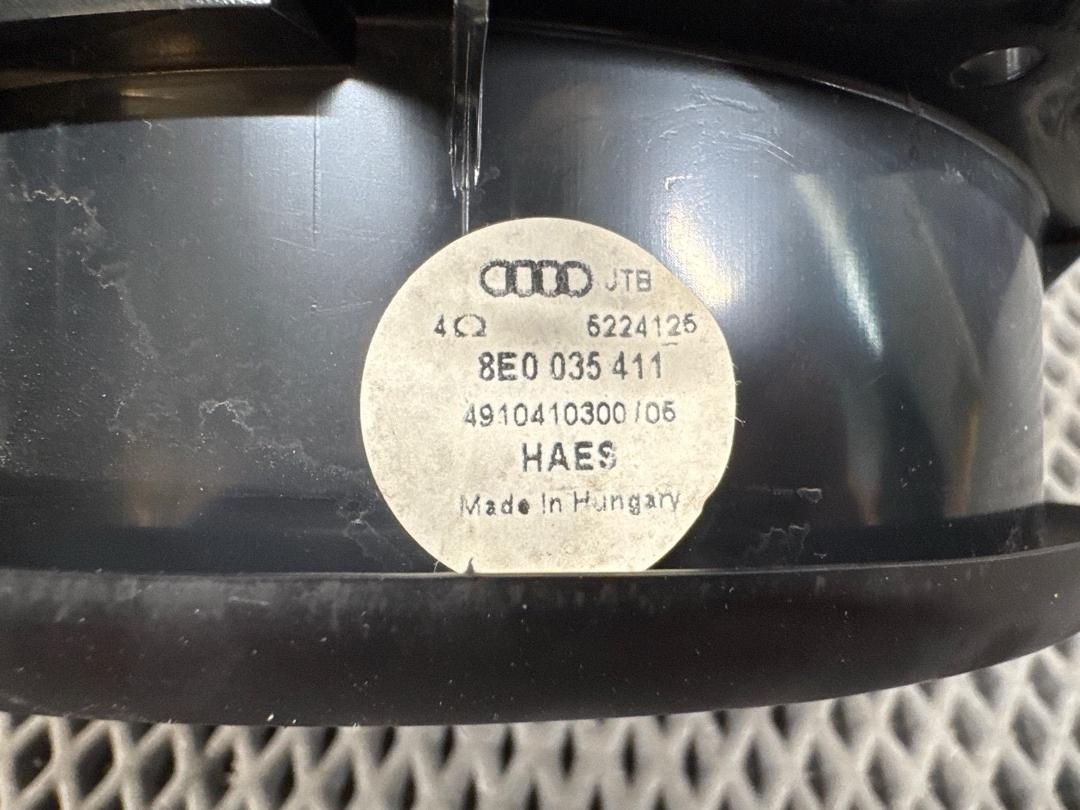 JTB
4Ω 5224125
8E0 035 411
4910410300/05
HAES
Made In Hungary